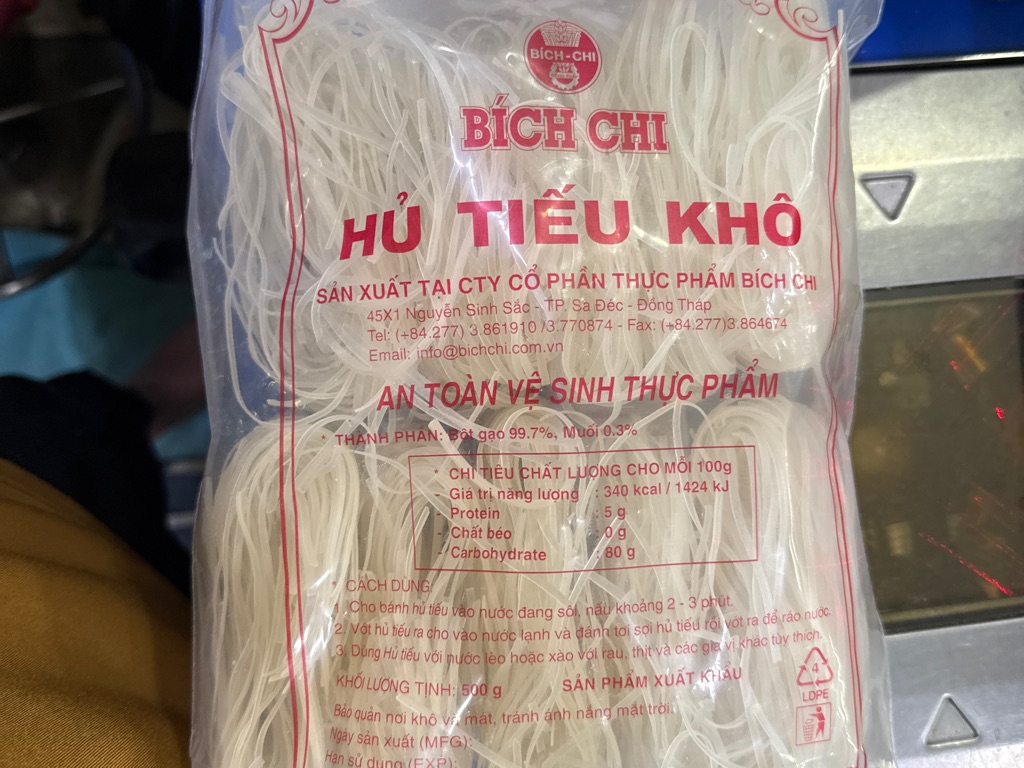 BÍCH-CHI
BÍCH CHI
HỦ TIẾU KHÔ
SẢN XUẤT TẠI CTY CỔ PHẦN THỰC PHẨM BÍCH CHI
45X1 Nguyễn Sinh Sắc - TP. Sa Đéc - Đồng Tháp
Tel: (+84.277) 3.861910 /3.770874 - Fax: (+84.277)3.864674
Email: info@bichchi.com.vn
AN TOÀN VỆ SINH THỰC PHẨM
* THÀNH PHẦN: Bột gạo 99.7%, Muối 0.3%
* CHỈ TIÊU CHẤT LƯỢNG CHO MỖI 100g
- Giá trị năng lượng : 340 kcal / 1424 kJ
- Protein : 5 g
- Chất béo : 0 g
- Carbohydrate : 80 g
* CÁCH DÙNG:
1. Cho bánh hủ tiếu vào nước đang sôi, nấu khoảng 2 - 3 phút.
2. Vớt hủ tiếu ra cho vào nước lạnh và đánh tơi sợi hủ tiếu rồi vớt ra để ráo nước.
3. Dùng Hủ tiếu với nước lèo hoặc xào với rau, thịt và các gia vị khác tùy thích.
KHỐI LƯỢNG TỊNH: 500 g
SẢN PHẨM XUẤT KHẨU
4
LDPE
Bảo quản nơi khô và mát, tránh ánh nắng mặt trời.
Ngày sản xuất (MFG):
Hạn sử dụng (EXP):